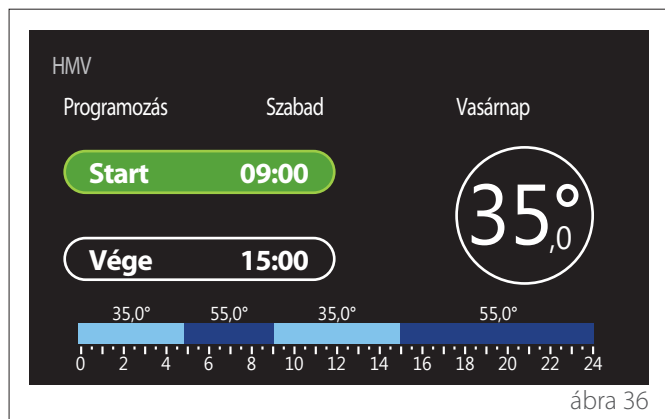 HMV
Programozás Szabad Vasárnap
Start 09:00
35,0°
Vége 15:00
35,0° 55,0° 35,0° 55,0°
0 2 4 6 8 10 12 14 16 18 20 22 24
ábra 36